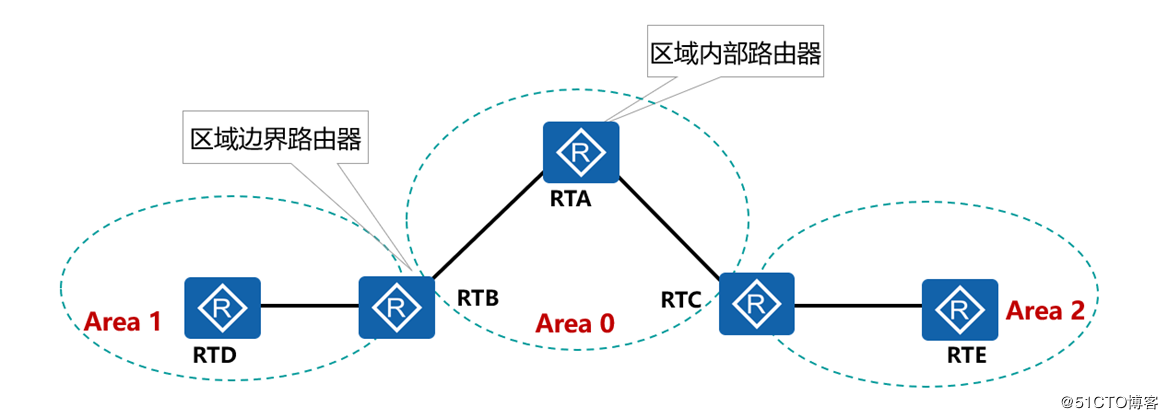 区域内部路由器
区域边界路由器
R
RTA
R
Area 1
RTD
R
RTB
Area 0
RTC
R
R
Area 2
RTE
@51CTO博客